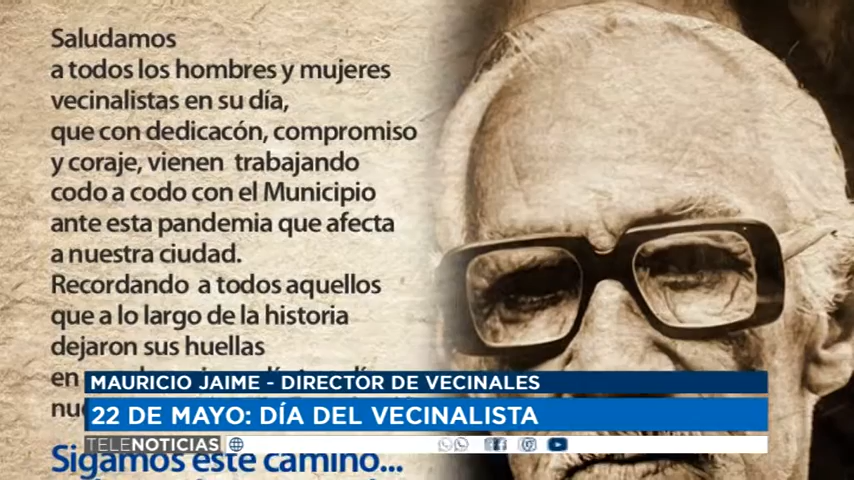 Saludamos
a todos los hombres y mujeres
vecinalistas en su día,
que con dedicacón, compromiso
y coraje, vienen trabajando
codo a codo con el Municipio
ante esta pandemia que afecta
a nuestra ciudad.
Recordando a todos aquellos
que a lo largo de la historia
dejaron sus huellas
en
MAURICIO JAIME - DIRECTOR DE VECINALES
22 DE MAYO: DÍA DEL VECINALISTA
TELENOTICIAS
Sigamos este camino...